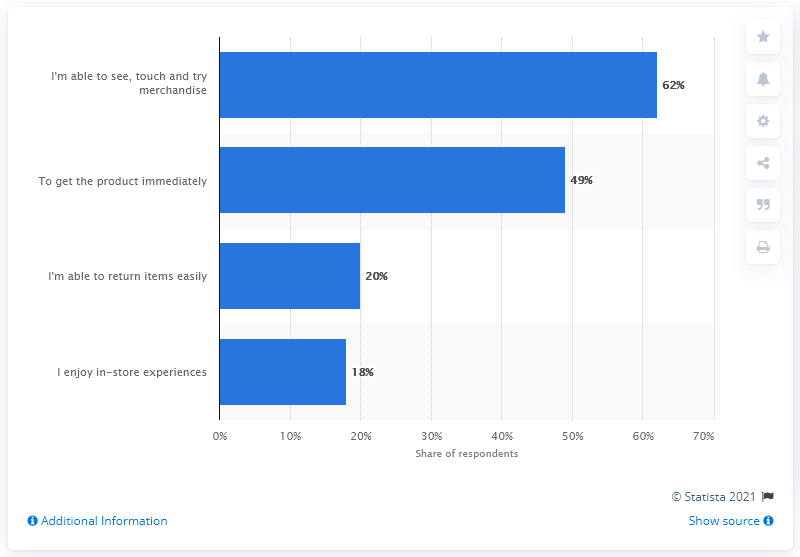 I'm able to see, touch and try
merchandise
62%
To get the product immediately
49%
I'm able to return items easily
20%
I enjoy in-store experiences
18%
0% 10% 20% 30% 40% 50% 60% 70%
Share of respondents
© Statista 2021
Additional Information
Show source